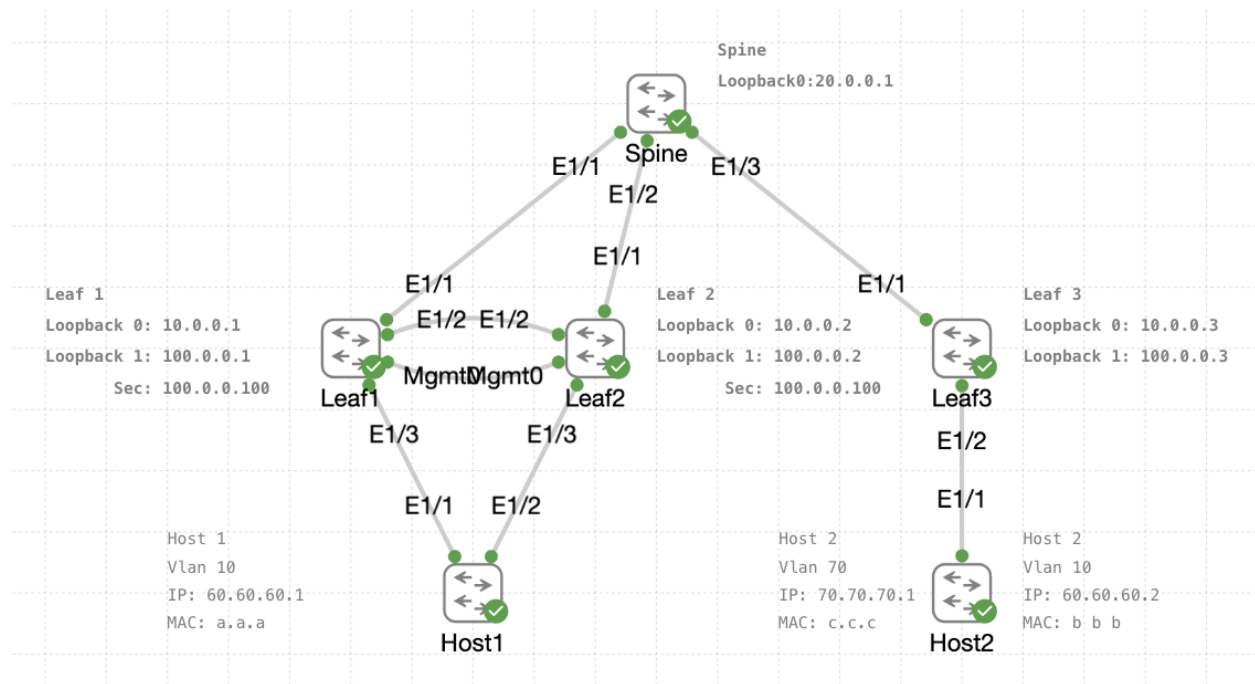 Spine
Loopback0:20.0.0.1
Spine
E1/1
E1/3
E1/2
E1/1
E1/1
E1/1
Leaf 1
Loopback 0: 10.0.0.1
Loopback 1: 100.0.0.1
Sec: 100.0.0.100
E1/2
E1/2
Mgmt0
Mgmt0
Leaf 2
Loopback 0: 10.0.0.2
Loopback 1: 100.0.0.2
Sec: 100.0.0.100
Leaf 3
Loopback 0: 10.0.0.3
Loopback 1: 100.0.0.3
Leaf1
Leaf2
Leaf3
E1/3
E1/3
E1/2
E1/1
E1/2
E1/1
Host 1
Vlan 10
IP: 60.60.60.1
MAC: a.a.a
Host 2
Vlan 70
IP: 70.70.70.1
MAC: c.c.c
Host 2
Vlan 10
IP: 60.60.60.2
MAC: b b b
Host1
Host2